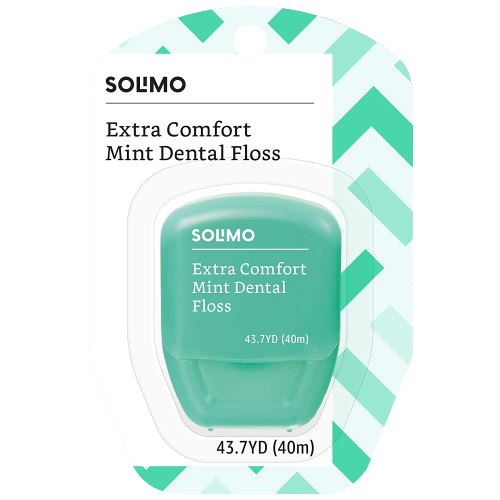 SOLIMO
Extra Comfort
Mint Dental Floss
SOLIMO
Extra Comfort
Mint Dental
Floss
43.7YD (40m)
43.7YD (40m)